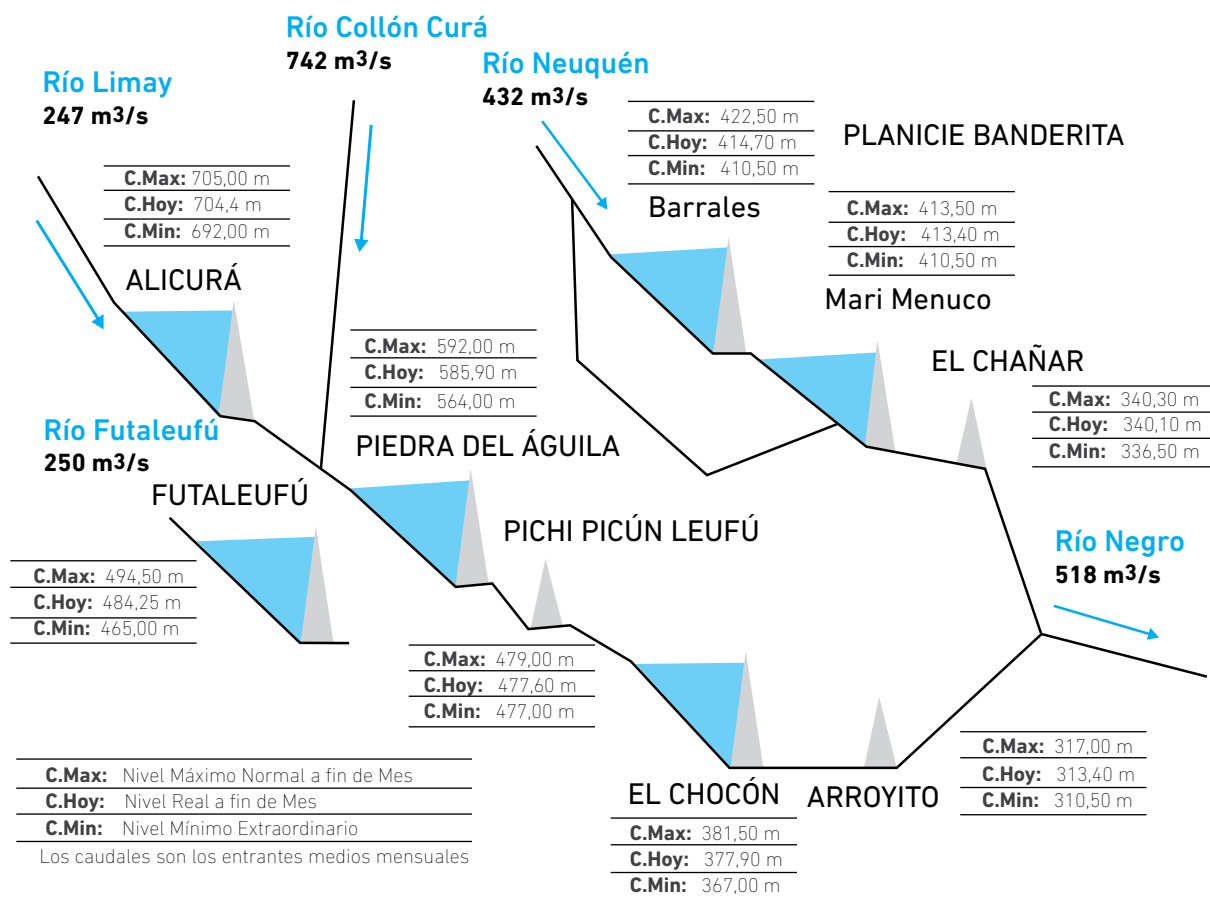 Río Collón Curá
742 m3/s
Río Limay
247 m3/s
Río Neuquén
432 m3/s
C.Max: 422,50 m
C.Hoy: 414,70 m
C.Min: 410,50 m
Barrales
PLANICIE BANDERITA
C.Max: 705,00 m
C.Hoy: 704,4 m
C.Min: 692,00 m
ALICURÁ
C.Max: 413,50 m
C.Hoy: 413,40 m
C.Min: 410,50 m
Mari Menuco
C.Max: 592,00 m
C.Hoy: 585,90 m
C.Min: 564,00 m
PIEDRA DEL ÁGUILA
EL CHAÑAR
C.Max: 340,30 m
C.Hoy: 340,10 m
C.Min: 336,50 m
Río Futaleufú
250 m3/s
FUTALEUFÚ
C.Max: 494,50 m
C.Hoy: 484,25 m
C.Min: 465,00 m
PICHI PICÚN LEUFÚ
C.Max: 479,00 m
C.Hoy: 477,60 m
C.Min: 477,00 m
Río Negro
518 m3/s
EL CHOCÓN
C.Max: 381,50 m
C.Hoy: 377,90 m
C.Min: 367,00 m
ARROYITO
C.Max: 317,00 m
C.Hoy: 313,40 m
C.Min: 310,50 m
C.Max: Nivel Máximo Normal a fin de Mes
C.Hoy: Nivel Real a fin de Mes
C.Min: Nivel Mínimo Extraordinario
Los caudales son los entrantes medios mensuales